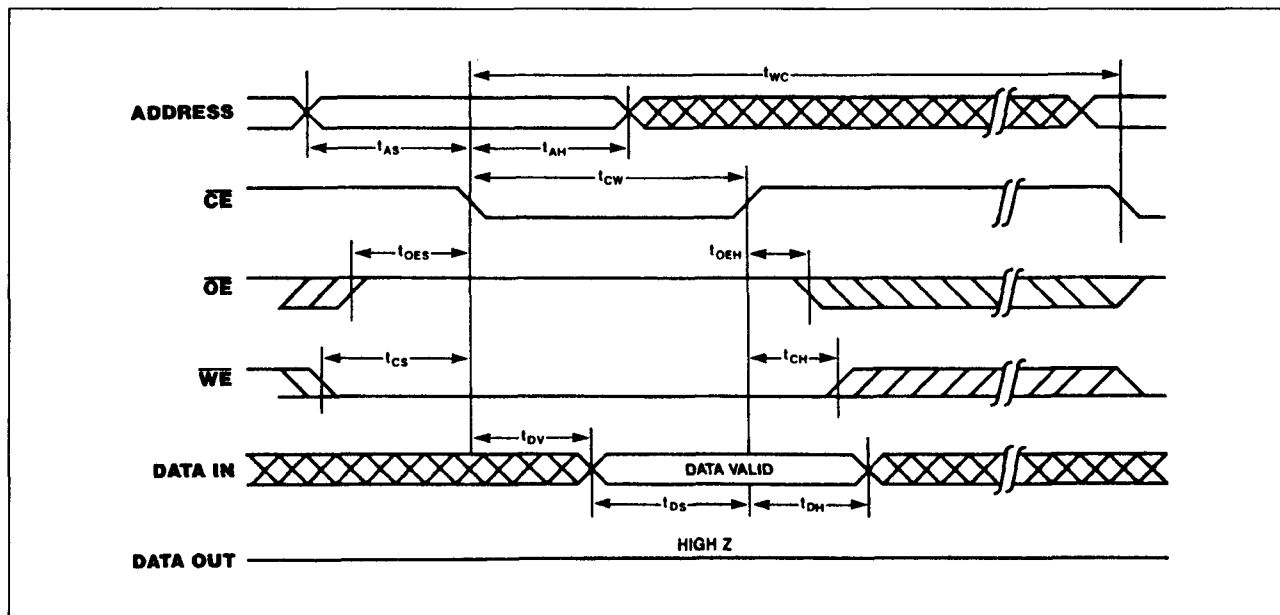 tWC
ADDRESS
tAS
tAH
tCW
CE
tOES
tOEH
OE
tCS
tCH
WE
tDV
DATA IN
DATA VALID
tDS
tDH
HIGH Z
DATA OUT